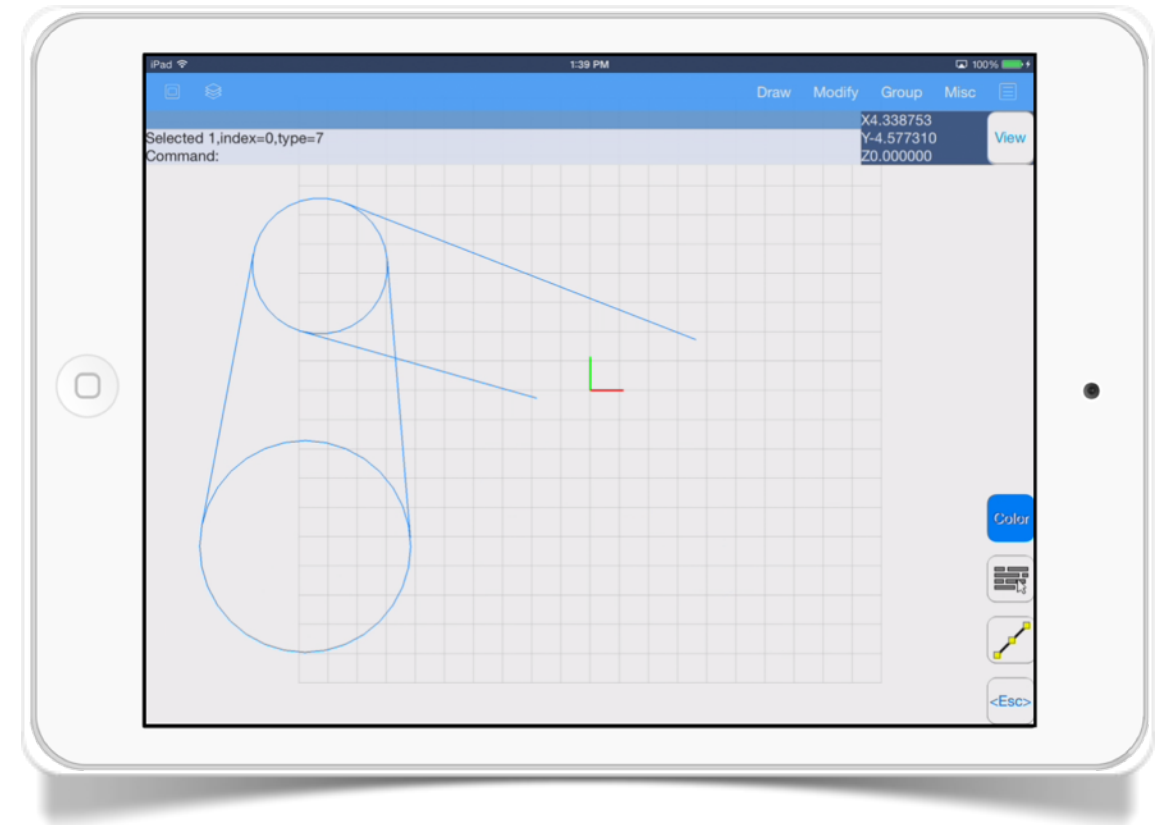 iPad 1:39 PM 100%
Draw Modify Group Misc
X4.338753
Selected 1,index=0,type=7
Y-4.577310
View
Command:
Z0.000000
Color
<Esc>